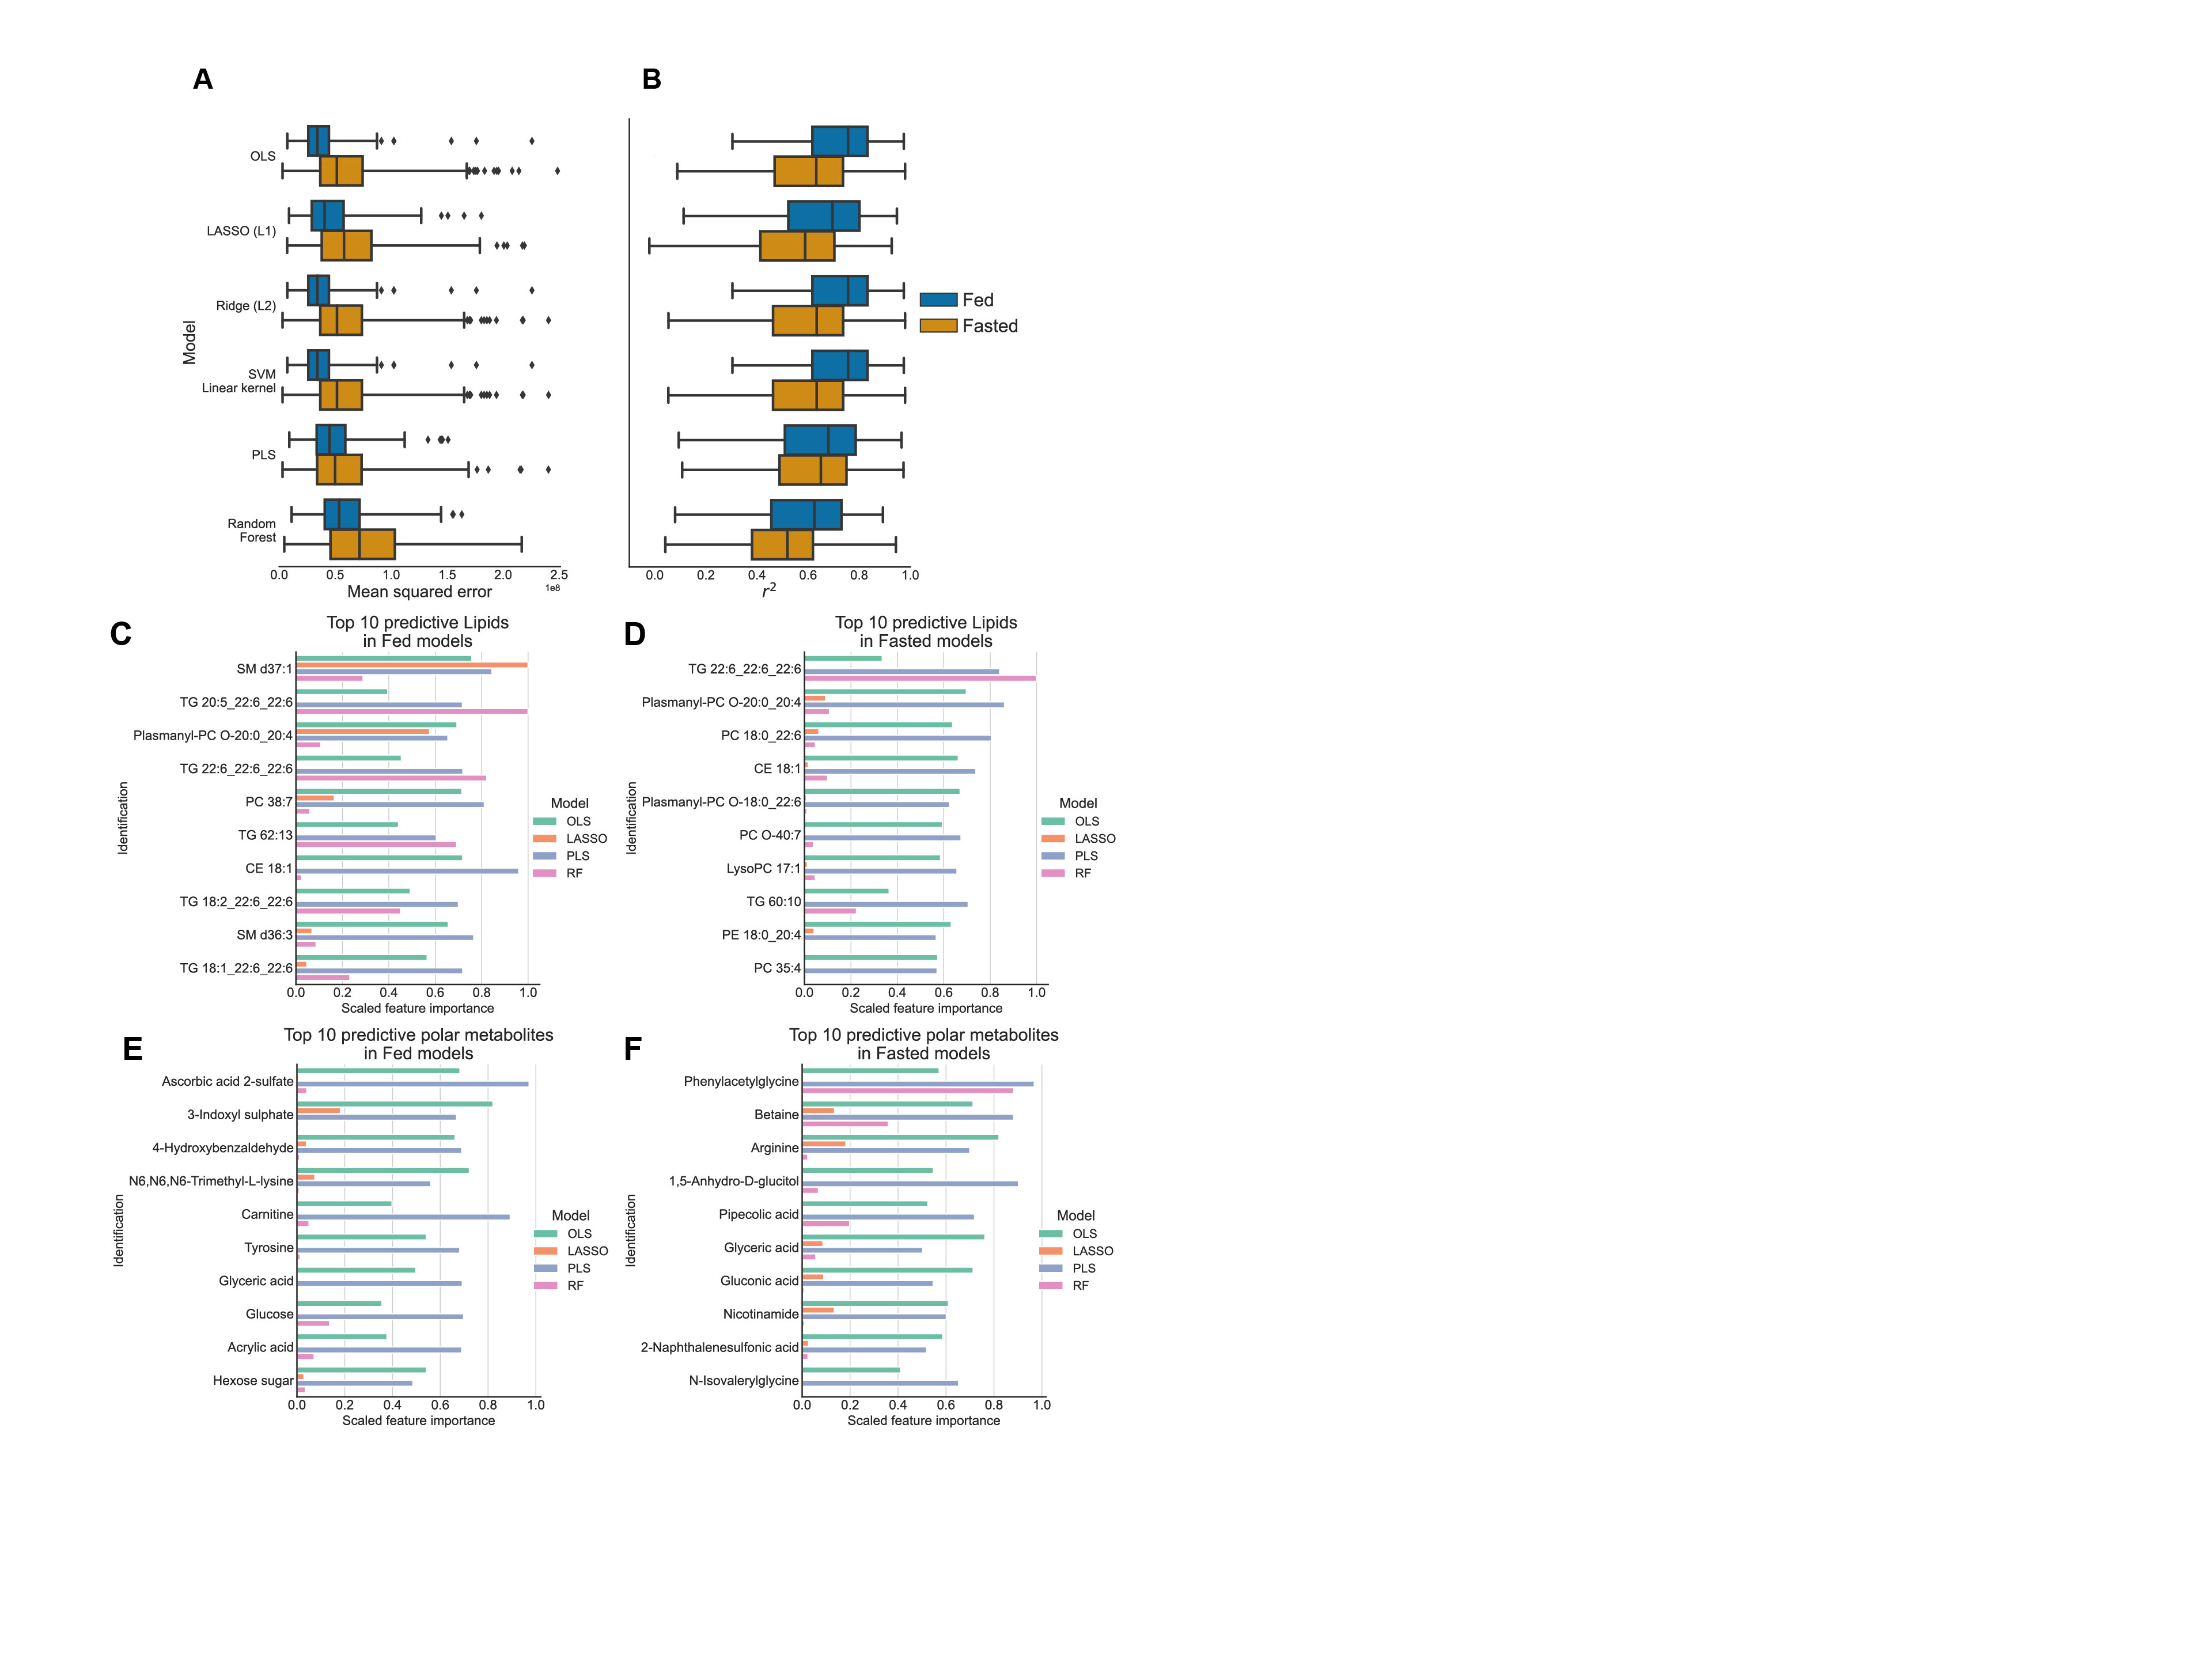 A
B
OLS
LASSO (L1)
Ridge (L2)
SVM
Linear kernel
PLS
Random
Forest
Model
0.0 0.5 1.0 1.5 2.0 2.5
1e8
Mean squared error
0.0 0.2 0.4 0.6 0.8 1.0
r²
Fed
Fasted
C
Top 10 predictive Lipids
in Fed models
SM d37:1
TG 20:5_22:6_22:6
Plasmanyl-PC O-20:0_20:4
TG 22:6_22:6_22:6
PC 38:7
TG 62:13
CE 18:1
TG 18:2_22:6_22:6
SM d36:3
TG 18:1_22:6_22:6
Identification
0.0 0.2 0.4 0.6 0.8 1.0
Scaled feature importance
Model
OLS
LASSO
PLS
RF
D
Top 10 predictive Lipids
in Fasted models
TG 22:6_22:6_22:6
Plasmanyl-PC O-20:0_20:4
PC 18:0_22:6
CE 18:1
Plasmanyl-PC O-18:0_22:6
PC O-40:7
LysoPC 17:1
TG 60:10
PE 18:0_20:4
PC 35:4
Identification
0.0 0.2 0.4 0.6 0.8 1.0
Scaled feature importance
Model
OLS
LASSO
PLS
RF
E
Top 10 predictive polar metabolites
in Fed models
Ascorbic acid 2-sulfate
3-Indoxyl sulphate
4-Hydroxybenzaldehyde
N6,N6,N6-Trimethyl-L-lysine
Carnitine
Tyrosine
Glyceric acid
Glucose
Acrylic acid
Hexose sugar
Identification
0.0 0.2 0.4 0.6 0.8 1.0
Scaled feature importance
Model
OLS
LASSO
PLS
RF
F
Top 10 predictive polar metabolites
in Fasted models
Phenylacetylglycine
Betaine
Arginine
1,5-Anhydro-D-glucitol
Pipecolic acid
Glyceric acid
Gluconic acid
Nicotinamide
2-Naphthalenesulfonic acid
N-Isovalerylglycine
Identification
0.0 0.2 0.4 0.6 0.8 1.0
Scaled feature importance
Model
OLS
LASSO
PLS
RF